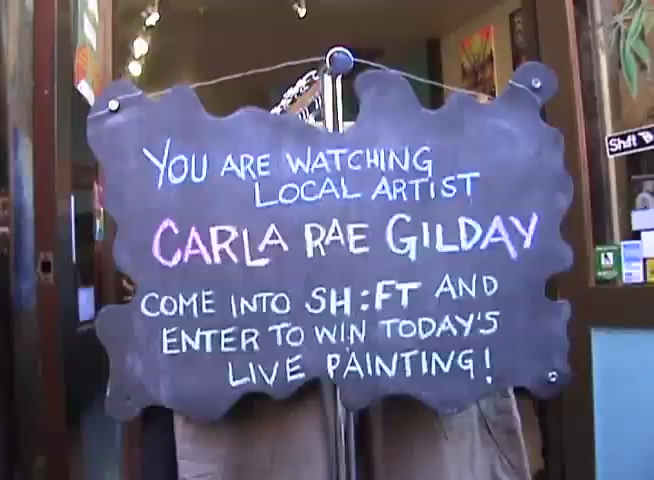 YOU ARE WATCHING
LOCAL ARTIST
CARLA RAE GILDAY
COME INTO SH:FT AND
ENTER TO WIN TODAY'S
LIVE PAINTING!
Shift